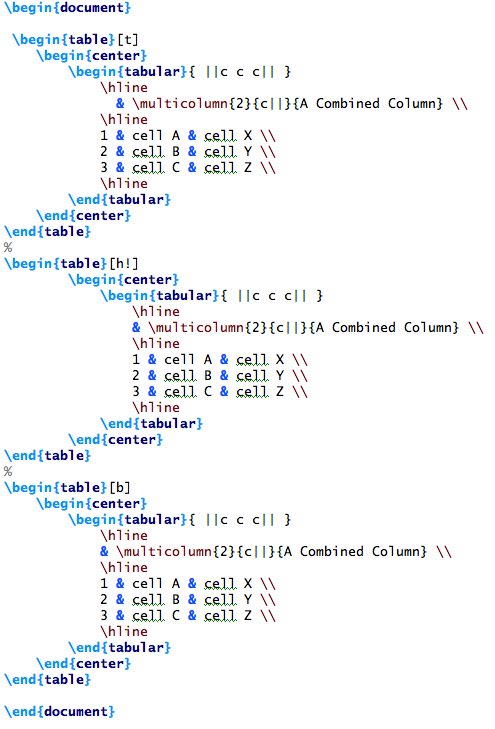 \begin{document}
\begin{table}[t]
\begin{center}
\begin{tabular}{ ||c c c|| }
\hline
& \multicolumn{2}{c||}{A Combined Column} \\
\hline
1 & cell A & cell X \\
2 & cell B & cell Y \\
3 & cell C & cell Z \\
\hline
\end{tabular}
\end{center}
\end{table}
%
\begin{table}[h!]
\begin{center}
\begin{tabular}{ ||c c c|| }
\hline
& \multicolumn{2}{c||}{A Combined Column} \\
\hline
1 & cell A & cell X \\
2 & cell B & cell Y \\
3 & cell C & cell Z \\
\hline
\end{tabular}
\end{center}
\end{table}
%
\begin{table}[b]
\begin{center}
\begin{tabular}{ ||c c c|| }
\hline
& \multicolumn{2}{c||}{A Combined Column} \\
\hline
1 & cell A & cell X \\
2 & cell B & cell Y \\
3 & cell C & cell Z \\
\hline
\end{tabular}
\end{center}
\end{table}
\end{document}